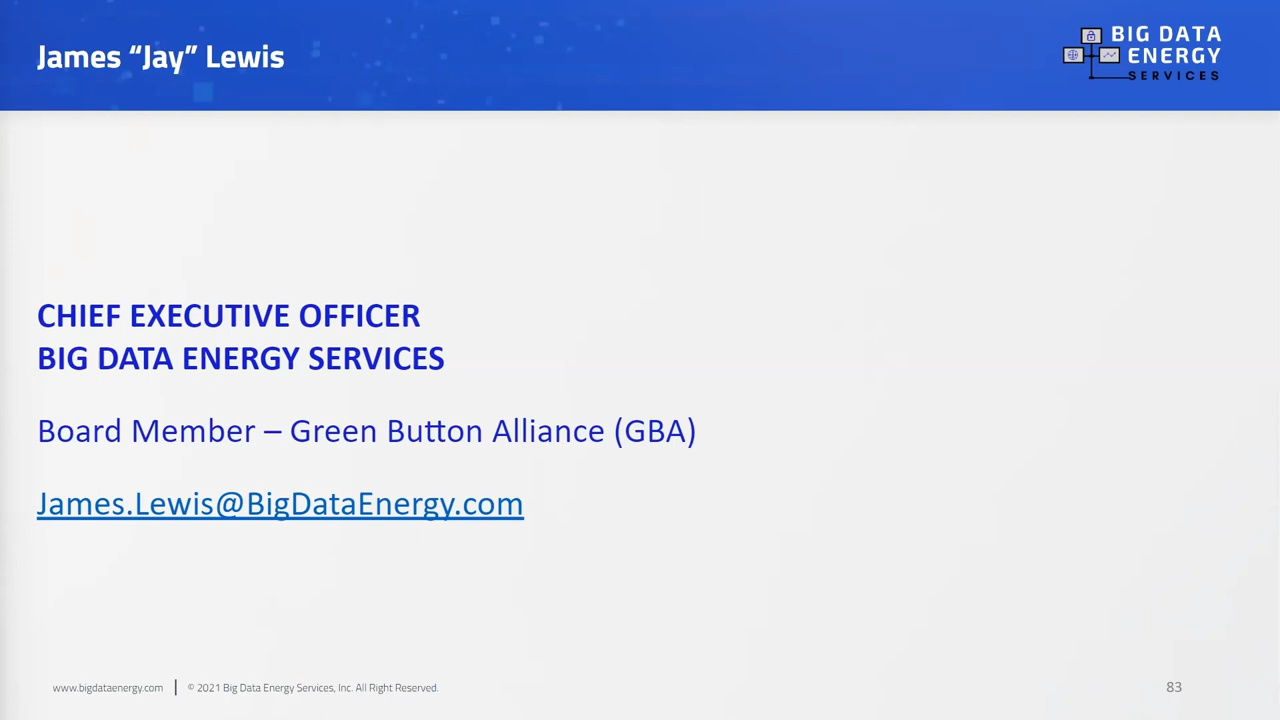 James “Jay” Lewis
BIG DATA
ENERGY
SERVICES
CHIEF EXECUTIVE OFFICER
BIG DATA ENERGY SERVICES
Board Member – Green Button Alliance (GBA)
James.Lewis@BigDataEnergy.com
www.bigdataenergy.com | © 2021 Big Data Energy Services, Inc. All Right Reserved.
83